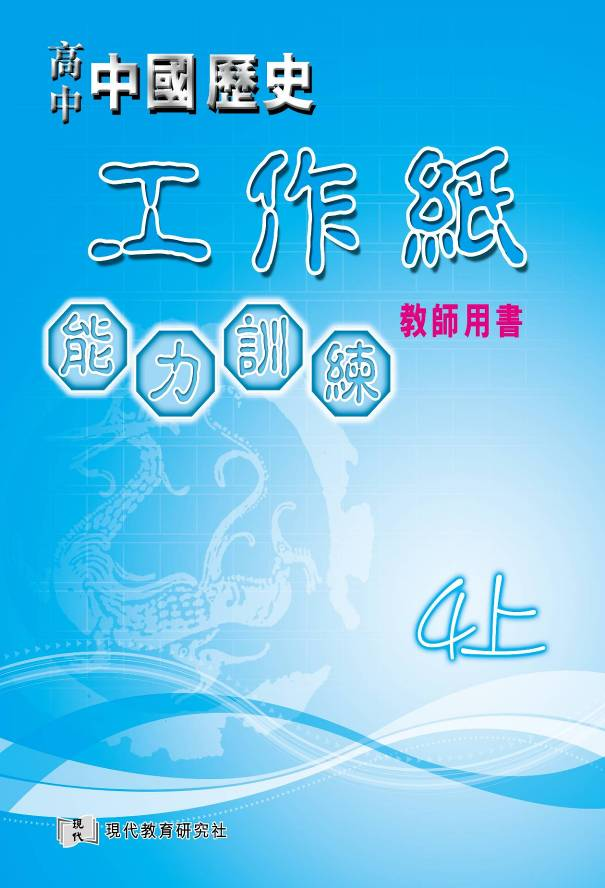 高中 中國歷史
工作紙
教師用書
能力訓練
4上
現代 現代教育研究社